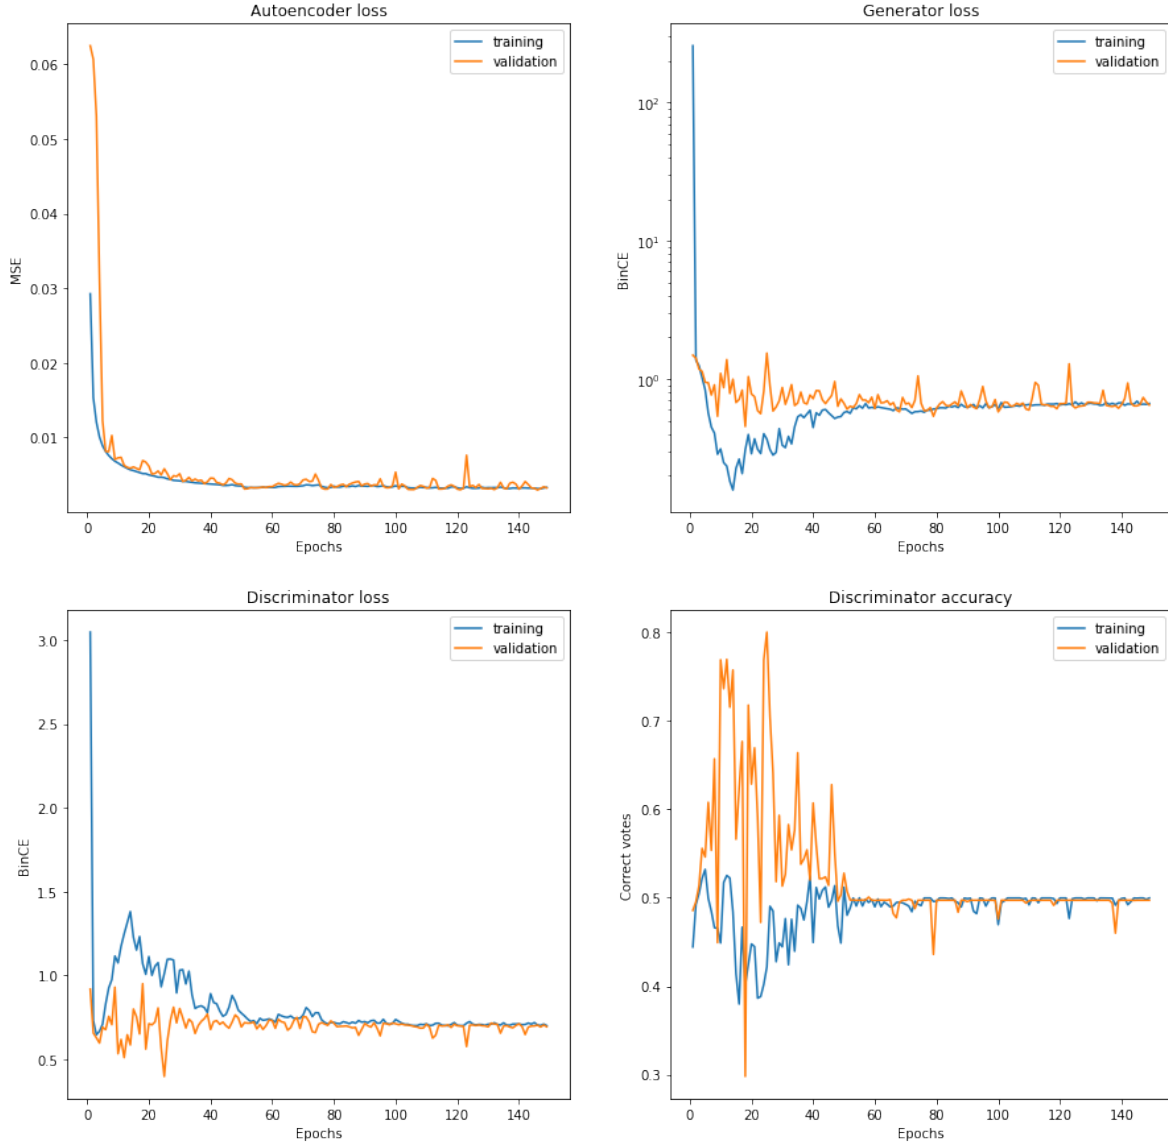 Autoencoder loss
training
validation
MSE
0.06
0.05
0.04
0.03
0.02
0.01
0 20 40 60 80 100 120 140
Epochs
Generator loss
training
validation
BinCE
10²
10¹
10⁰
0 20 40 60 80 100 120 140
Epochs
Discriminator loss
training
validation
BinCE
3.0
2.5
2.0
1.5
1.0
0.5
0 20 40 60 80 100 120 140
Epochs
Discriminator accuracy
training
validation
Correct votes
0.8
0.7
0.6
0.5
0.4
0.3
0 20 40 60 80 100 120 140
Epochs